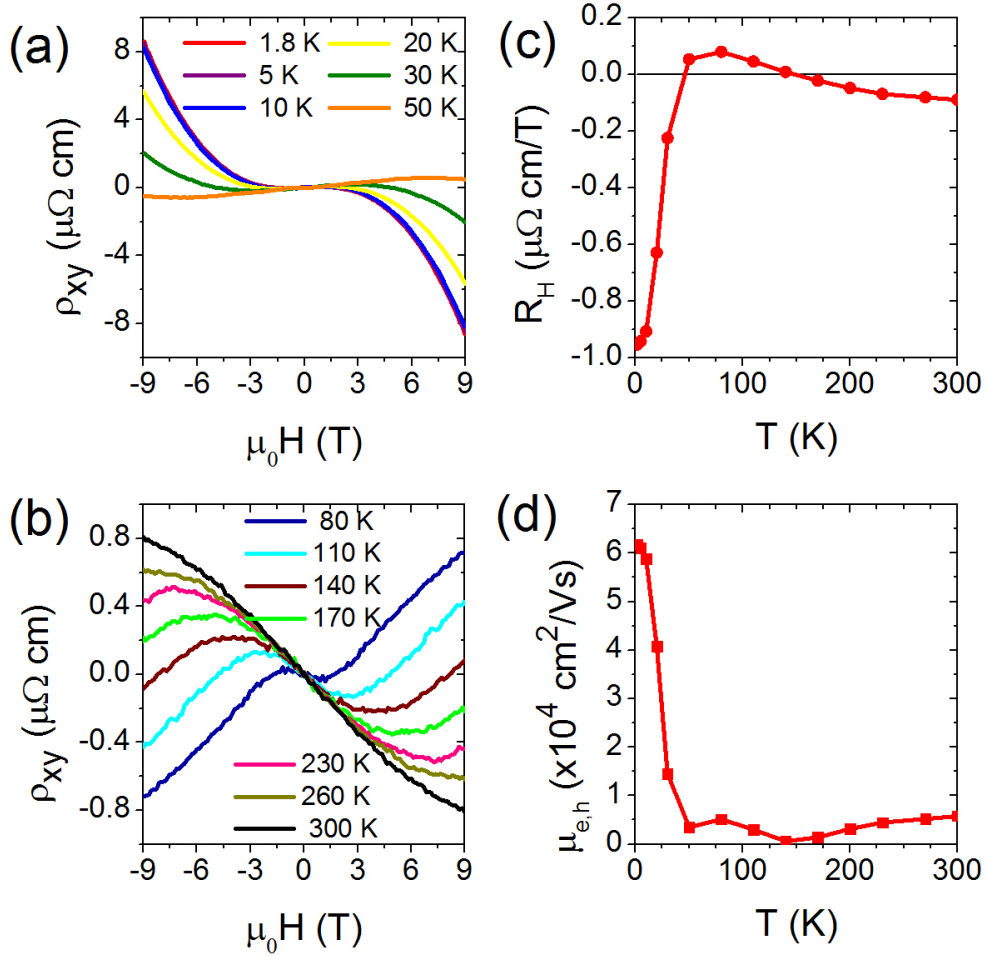 (a)
1.8 K
5 K
10 K
20 K
30 K
50 K
8
4
0
-4
-8
ρxy (μΩ cm)
-9 -6 -3 0 3 6 9
μ0H (T)
(c)
0.2
0.0
-0.2
-0.4
-0.6
-0.8
-1.0
RH (μΩ cm/T)
0 100 200 300
T (K)
(b)
80 K
110 K
140 K
170 K
230 K
260 K
300 K
0.8
0.4
0.0
-0.4
-0.8
ρxy (μΩ cm)
-9 -6 -3 0 3 6 9
μ0H (T)
(d)
7
6
5
4
3
2
1
0
μe,h (x10⁴ cm²/Vs)
0 100 200 300
T (K)